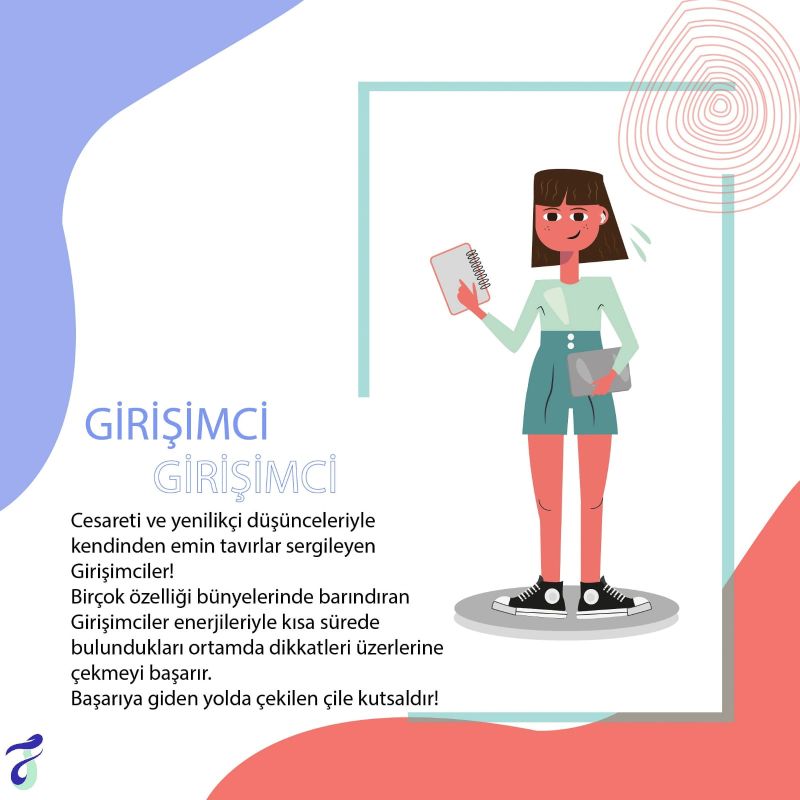 GİRİŞİMCİ
GİRİŞİMCİ
Cesareti ve yenilikçi düşünceleriyle
kendinden emin tavırlar sergileyen
Girişimciler!
Birçok özelliği bünyelerinde barındıran
Girişimciler enerjileriyle kısa sürede
bulundukları ortamda dikkatleri üzerlerine
çekmeyi başarır.
Başarıya giden yolda çekilen çile kutsaldır!